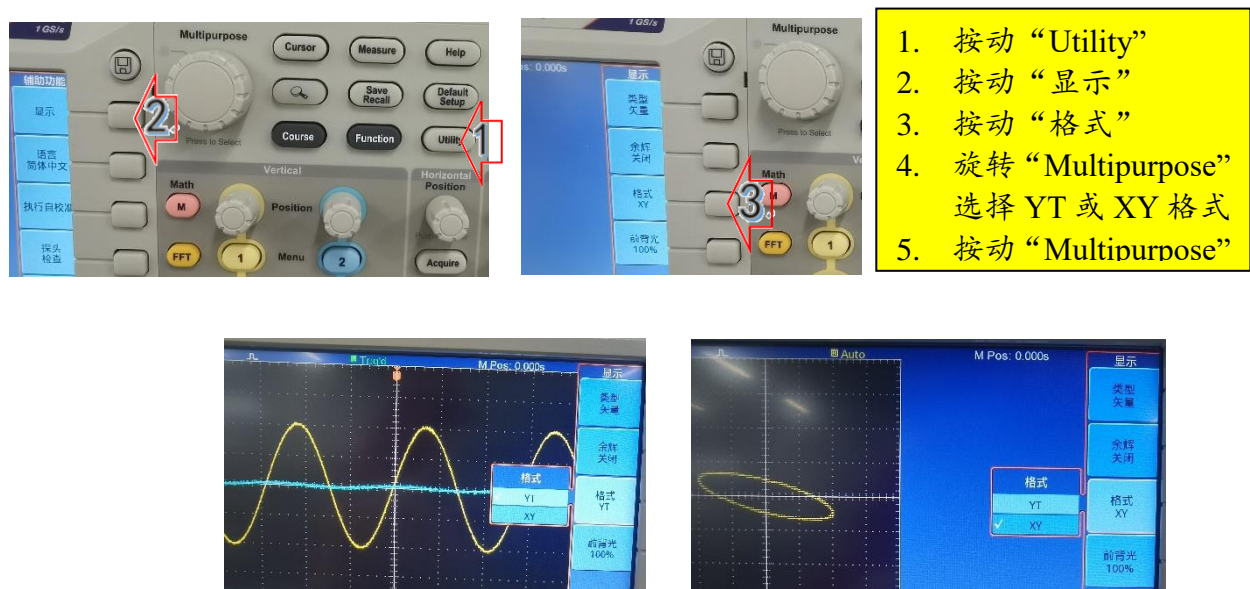 1 GS/s
辅助功能
显示
语言
简体中文
执行自校准
探头
检查
2
Multipurpose
Press to Select
Cursor
Measure
Help
Save
Recall
Default
Setup
Course
Function
Utility
1
Vertical
Horizontal
Position
Math
M
Position
FFT
1
Menu
2
Acquire
1 GS/s
os: 0.000s
显示
类型
矢量
余辉
关闭
格式
XY
前背光
100%
3
Multipurpose
Press to Select
Math
M
FFT
1
1. 按动“Utility”
2. 按动“显示”
3. 按动“格式”
4. 旋转“Multipurpose”
选择 YT 或 XY 格式
5. 按动“Multipurpose”
Trig'd
M Pos: 0.000s
显示
类型
矢量
余辉
关闭
格式
YT
XY
格式
YT
前背光
100%
Auto
M Pos: 0.000s
显示
类型
矢量
余辉
关闭
格式
YT
XY
格式
XY
前背光
100%